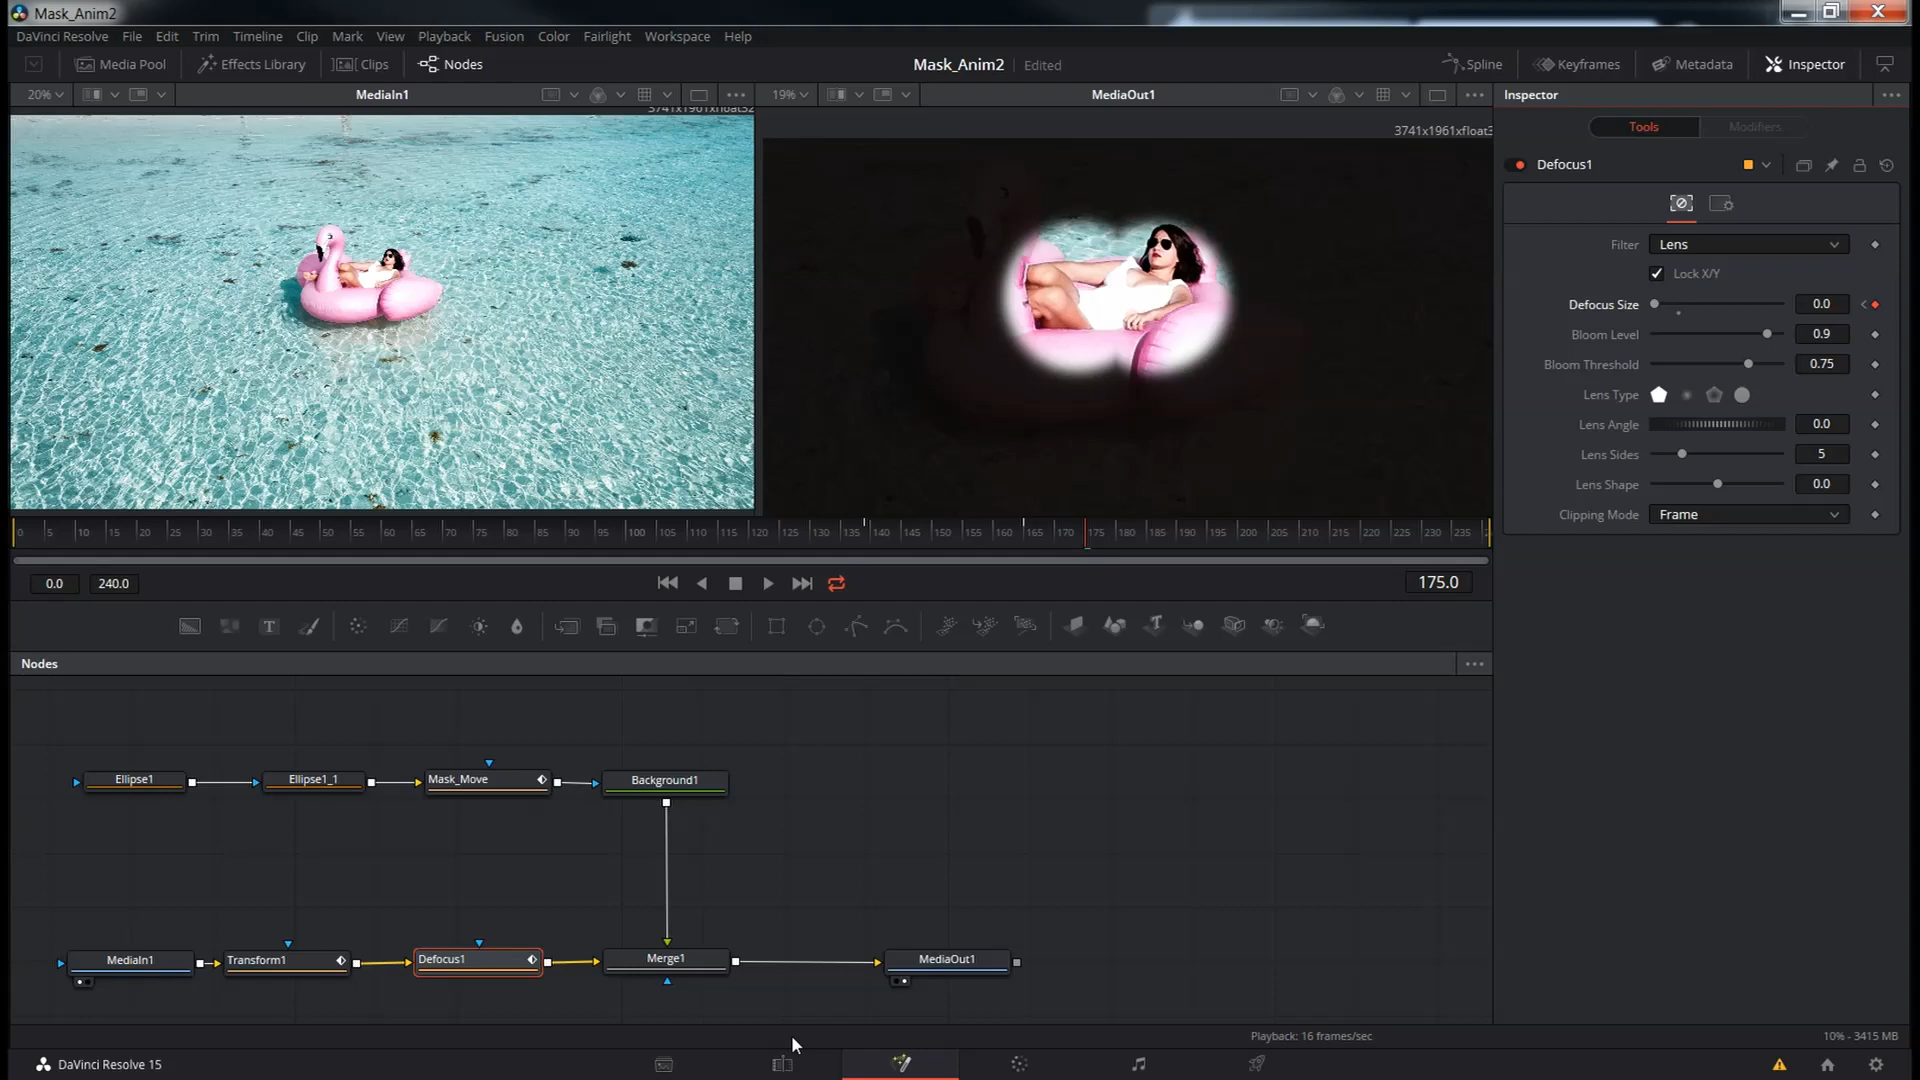 Mask_Anim2
DaVinci Resolve File Edit Trim Timeline Clip Mark View Playback Fusion Color Fairlight Workspace Help
Media Pool Effects Library Clips Nodes Mask_Anim2 Edited Spline Keyframes Metadata Inspector
20% MediaIn1 19% MediaOut1 Inspector
3741x1961xfloat32
3741x1961xfloat3
Tools Modifiers
Defocus1
Filter Lens
Lock X/Y
Defocus Size 0.0
Bloom Level 0.9
Bloom Threshold 0.75
Lens Type
Lens Angle 0.0
Lens Sides 5
Lens Shape 0.0
Clipping Mode Frame
0 5 10 15 20 25 30 35 40 45 50 55 60 65 70 75 80 85 90 95 100 105 110 115 120 125 130 135 140 145 150 155 160 165 170 175 180 185 190 195 200 205 210 215 220 225 230 235
0.0 240.0 175.0
T
Nodes
Ellipse1 Ellipse1_1 Mask_Move Background1
MediaIn1 Transform1 Defocus1 Merge1 MediaOut1
Playback: 16 frames/sec 10% - 3415 MB
DaVinci Resolve 15